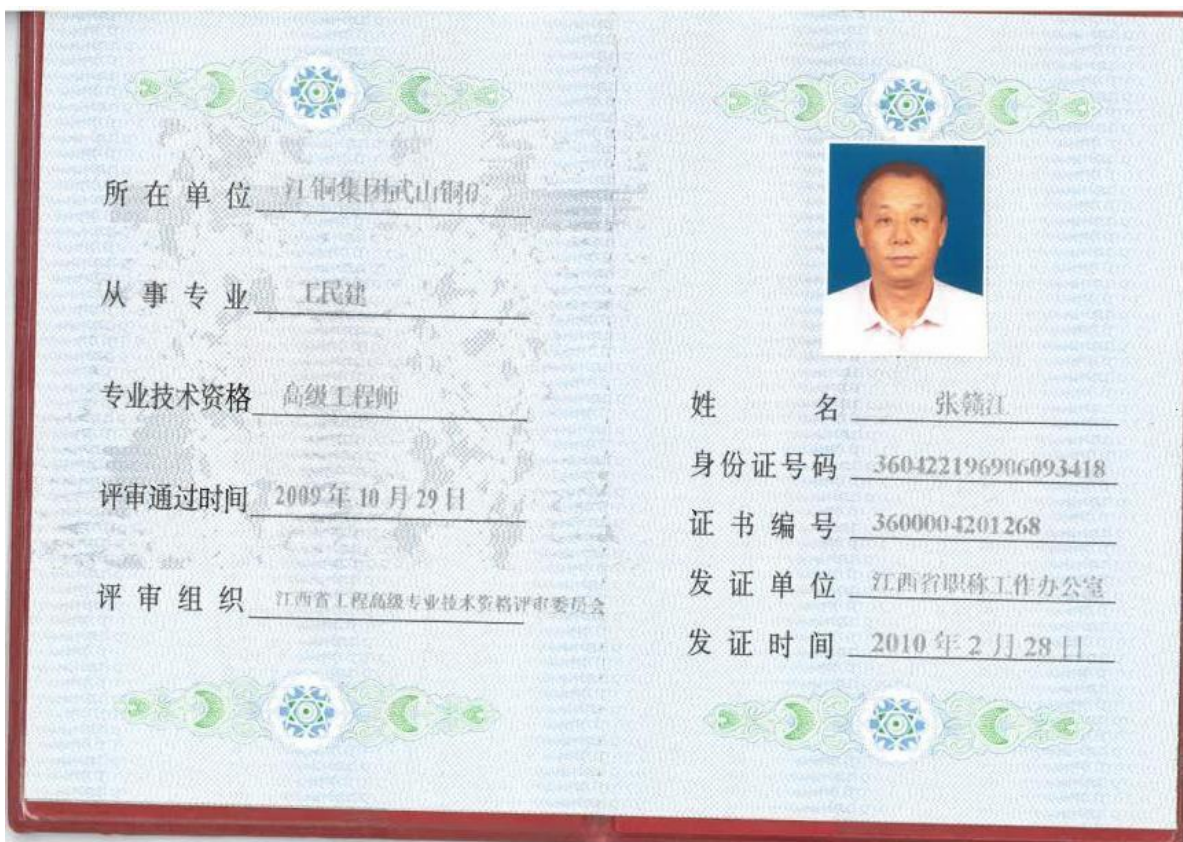 所在单位 江铜集团武山铜
从事专业 工民建
专业技术资格 高级工程师
评审通过时间 2009年10月29日
评审组织 江西省工程高级专业技术资格评审委员会
姓名 张赣江
身份证号码 360422196906093418
证书编号 3600004201268
发证单位 江西省职称工作办公室
发证时间 2010年2月28日